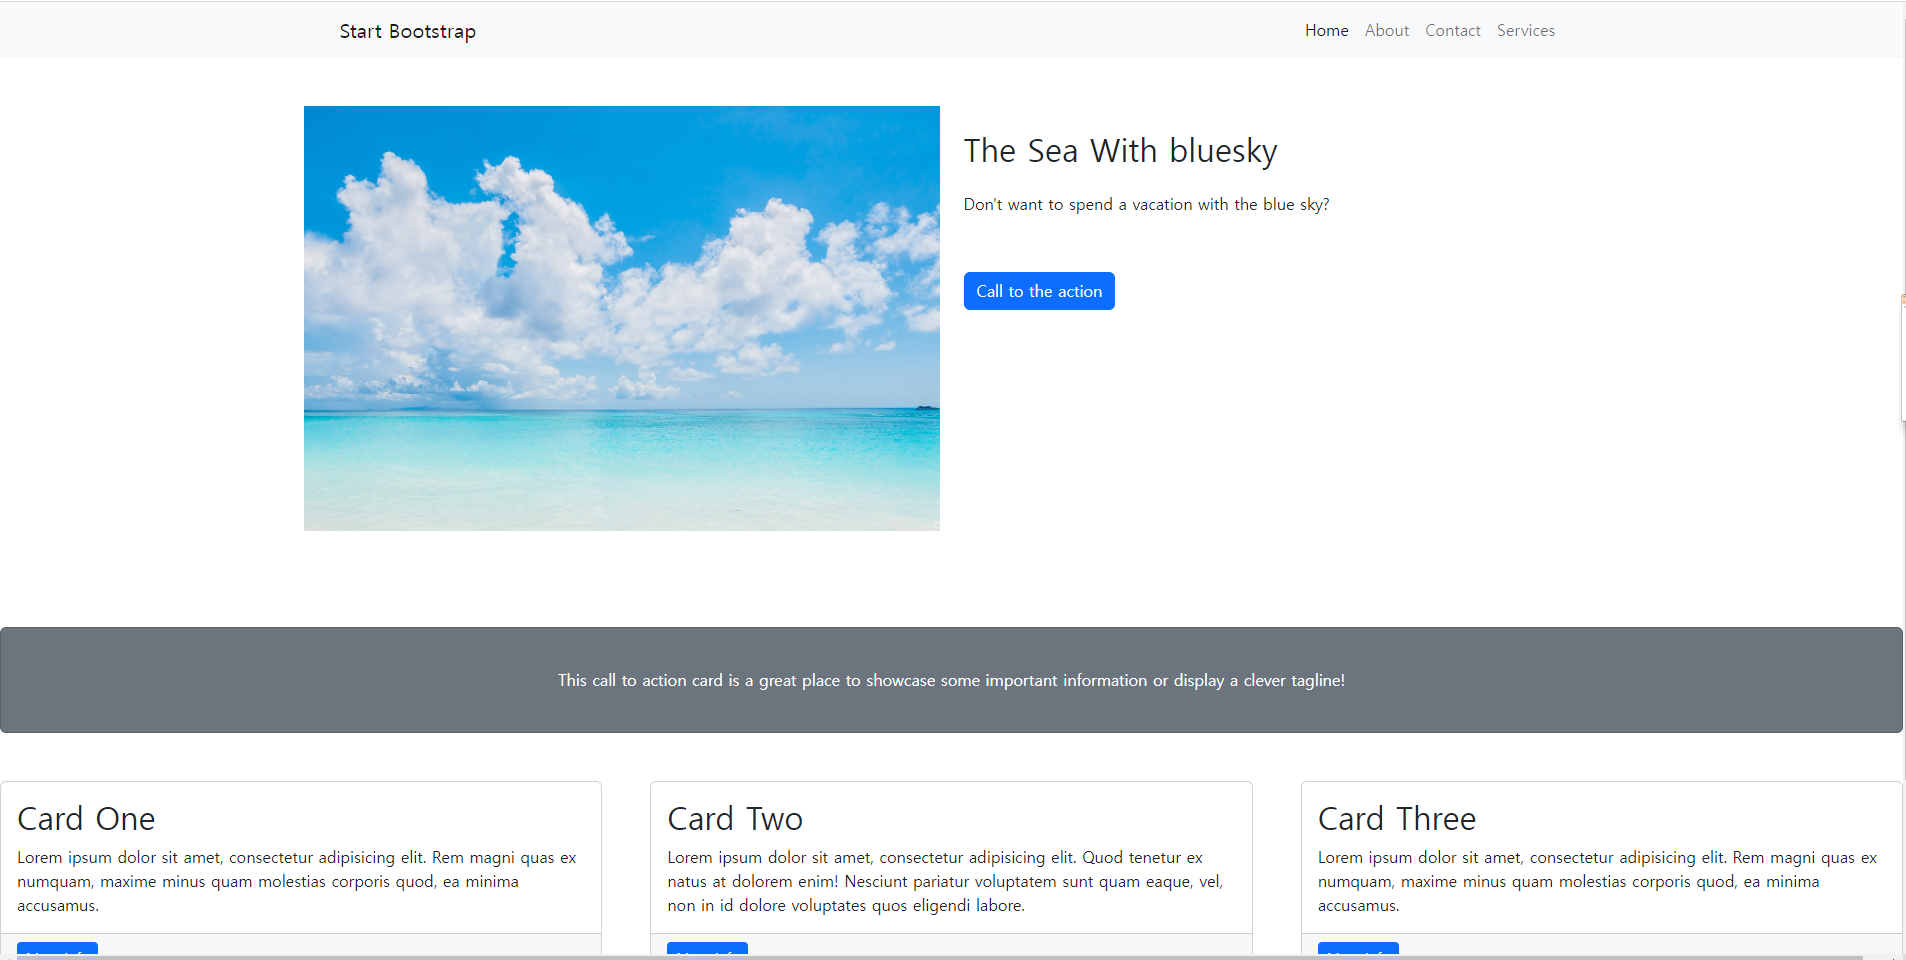 Start Bootstrap
Home About Contact Services
The Sea With bluesky
Don't want to spend a vacation with the blue sky?
Call to the action
This call to action card is a great place to showcase some important information or display a clever tagline!
Card One
Lorem ipsum dolor sit amet, consectetur adipisicing elit. Rem magni quas ex
numquam, maxime minus quam molestias corporis quod, ea minima
accusamus.
Card Two
Lorem ipsum dolor sit amet, consectetur adipisicing elit. Quod tenetur ex
natus at dolorem enim! Nesciunt pariatur voluptatem sunt quam eaque, vel,
non in id dolore voluptates quos eligendi labore.
Card Three
Lorem ipsum dolor sit amet, consectetur adipisicing elit. Rem magni quas ex
numquam, maxime minus quam molestias corporis quod, ea minima
accusamus.